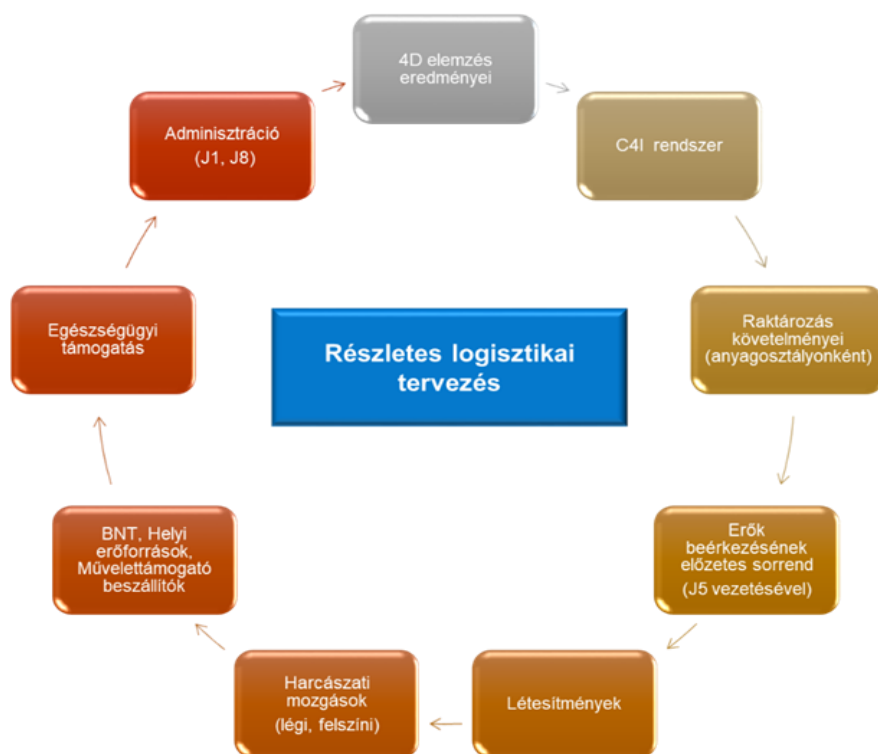 4D elemzés
eredményei
C4I rendszer
Raktározás
követelményei
(anyagosztályonként)
Erők
beérkezésének
előzetes sorrend
(J5 vezetésével)
Létesítmények
Harcászati
mozgások
(légi, felszíni)
BNT, Helyi
erőforrások,
Művelettámogató
beszállítók
Egészségügyi
támogatás
Adminisztráció
(J1, J8)
Részletes logisztikai
tervezés